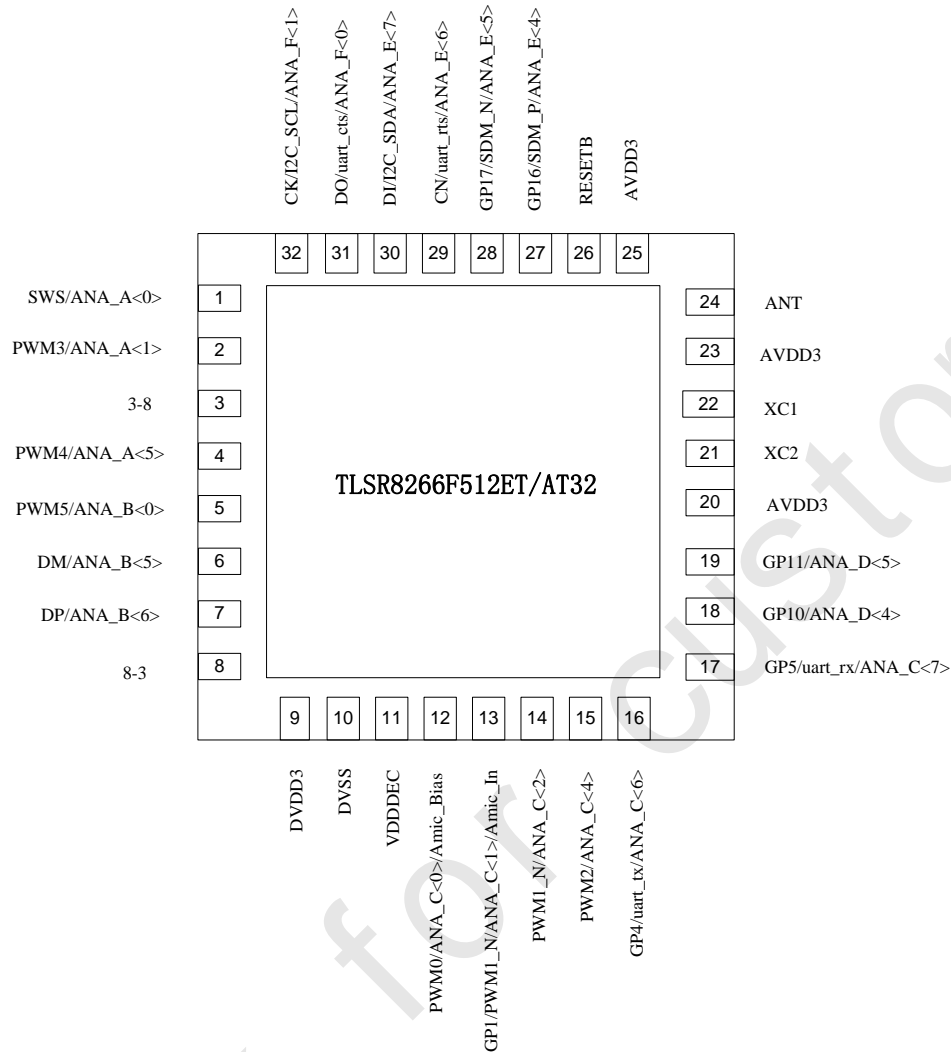 CK/I2C_SCL/ANA_F<1>
DO/uart_cts/ANA_F<0>
DI/I2C_SDA/ANA_E<7>
CN/uart_rts/ANA_E<6>
GP17/SDM_N/ANA_E<5>
GP16/SDM_P/ANA_E<4>
RESETB
AVDD3
32 31 30 29 28 27 26 25
SWS/ANA_A<0> 1
PWM3/ANA_A<1> 2
3-8 3
PWM4/ANA_A<5> 4
PWM5/ANA_B<0> 5
DM/ANA_B<5> 6
DP/ANA_B<6> 7
8-3 8
TLSR8266F512ET/AT32
24 ANT
23 AVDD3
22 XC1
21 XC2
20 AVDD3
19 GP11/ANA_D<5>
18 GP10/ANA_D<4>
17 GP5/uart_rx/ANA_C<7>
9 10 11 12 13 14 15 16
DVDD3
DVSS
VDDDEC
PWM0/ANA_C<0>/Amic_Bias
GP1/PWM1_N/ANA_C<1>/Amic_In
PWM1_N/ANA_C<2>
PWM2/ANA_C<4>
GP4/uart_tx/ANA_C<6>
for custo